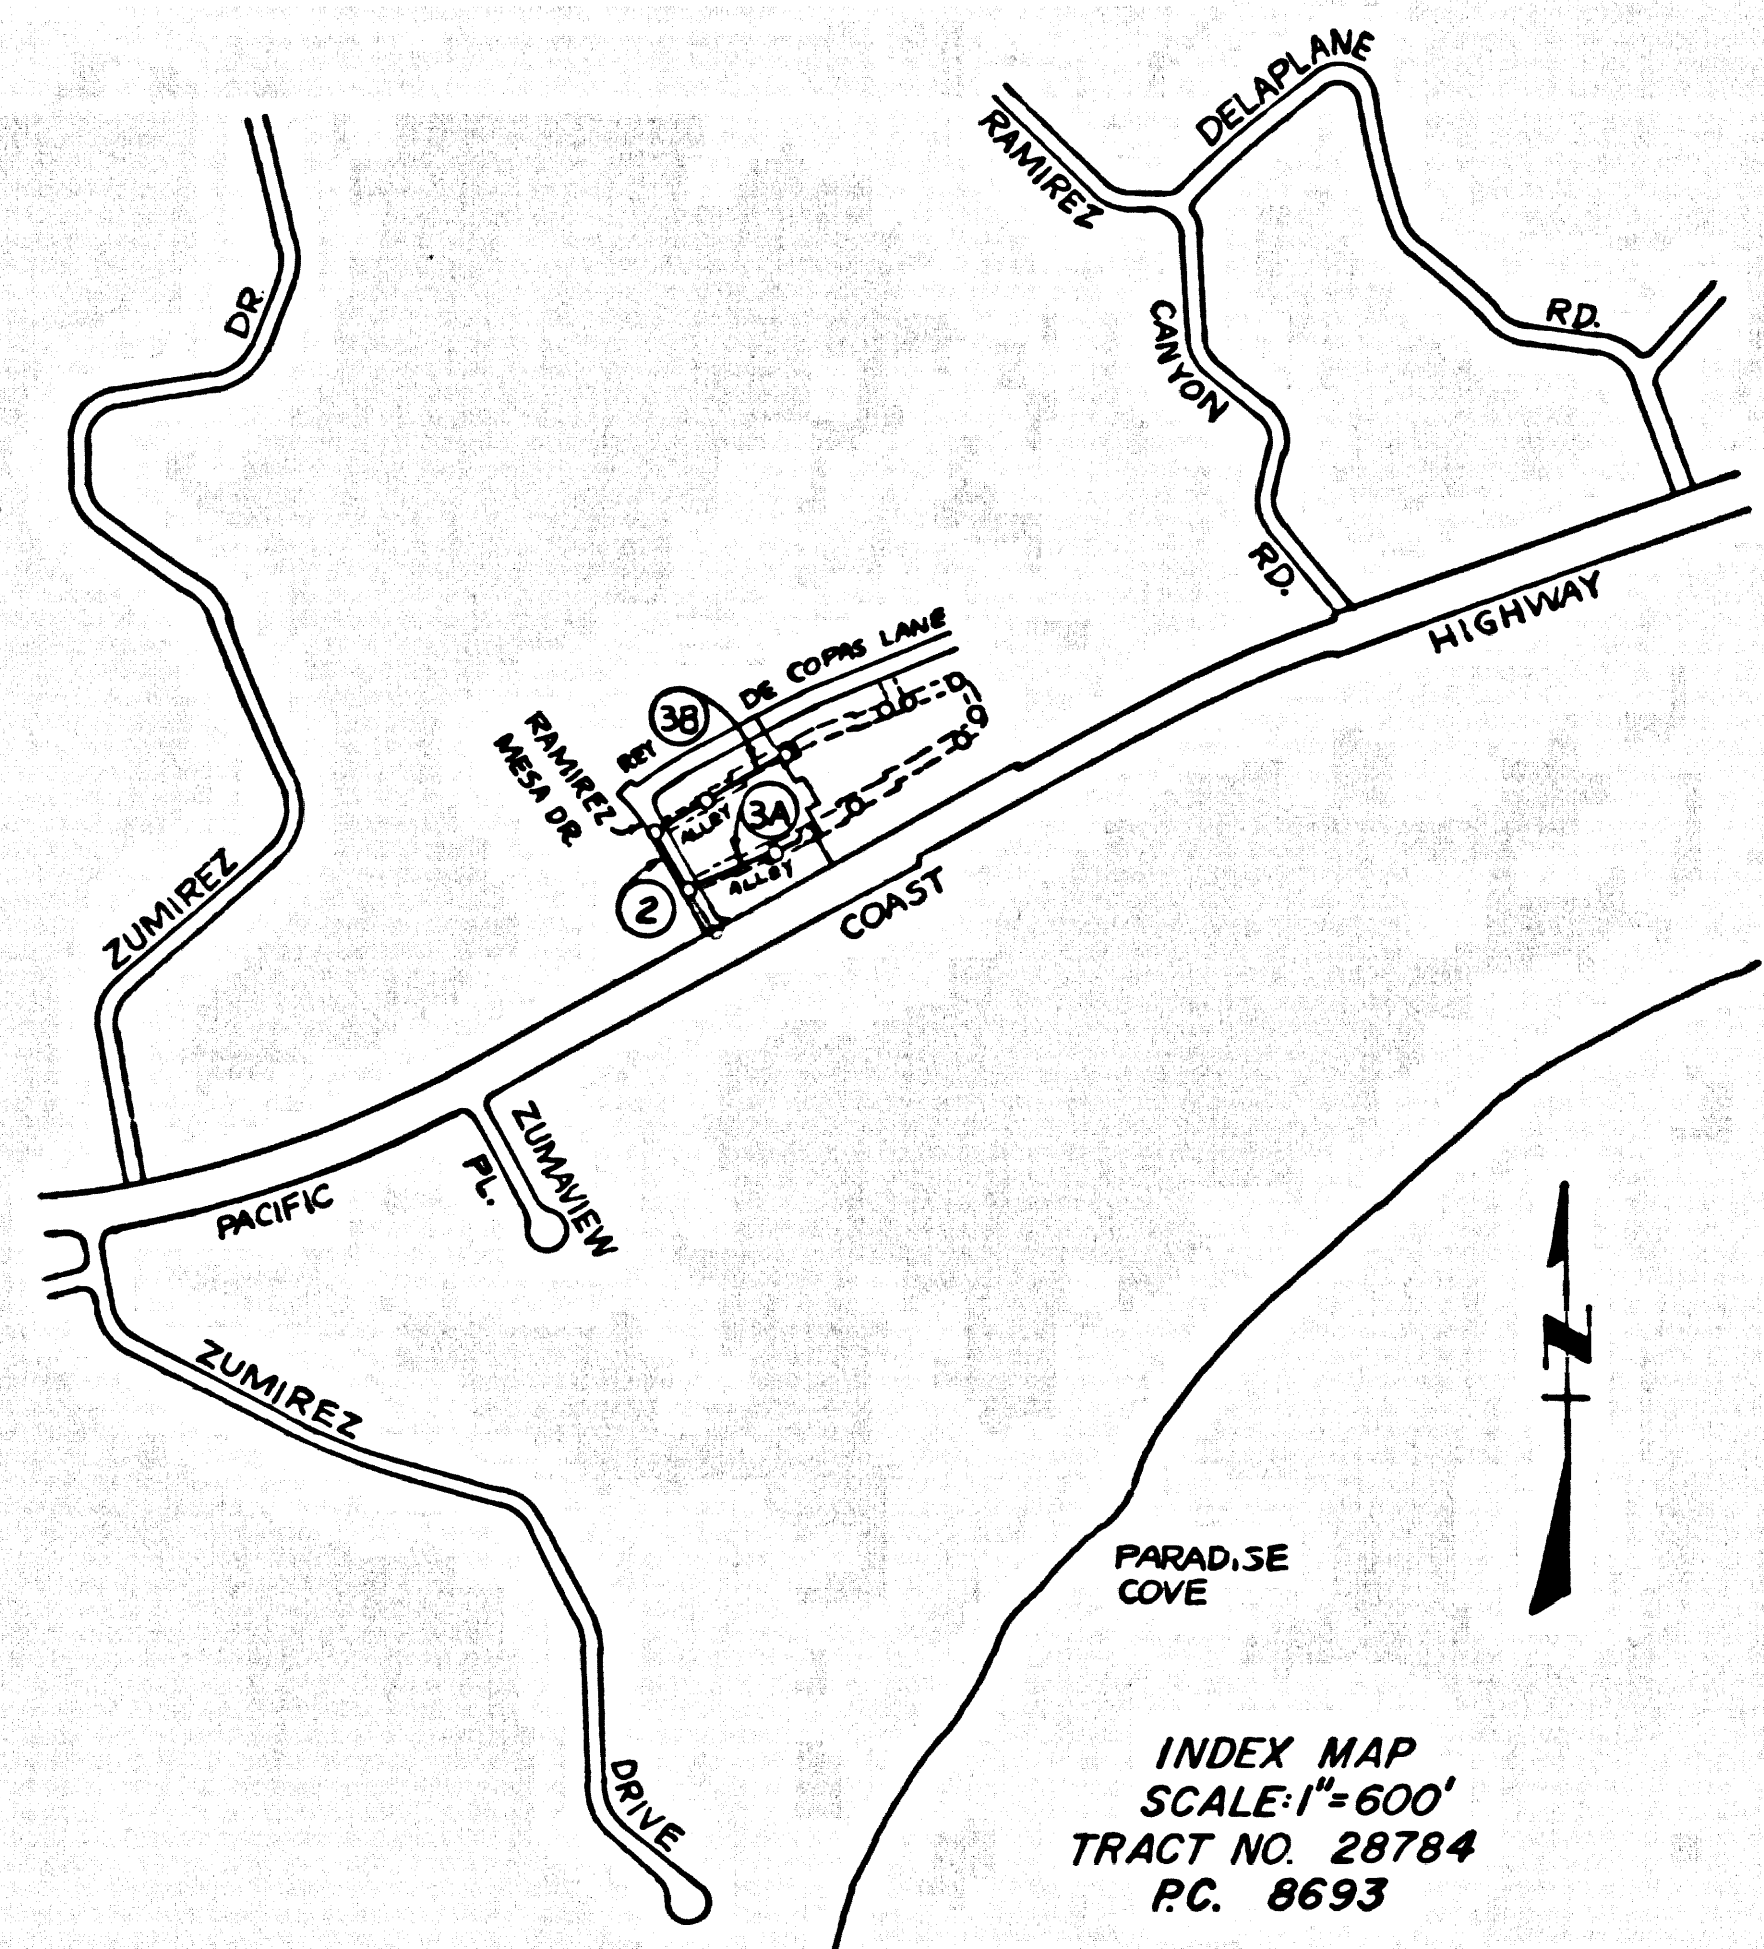 DELAPLANE
RD.
RAMIREZ
CANYON
RD.
DR.
ZUMIREZ
REY DE COPAS LANE
RAMIREZ
MESA DR.
3B
3A
2
ALLEY
ALLEY
PACIFIC
COAST
HIGHWAY
ZUMAVIEW
PL.
ZUMIREZ
DRIVE
N
PARADISE
COVE
INDEX MAP
SCALE: 1"=600'
TRACT NO. 28784
P.C. 8693